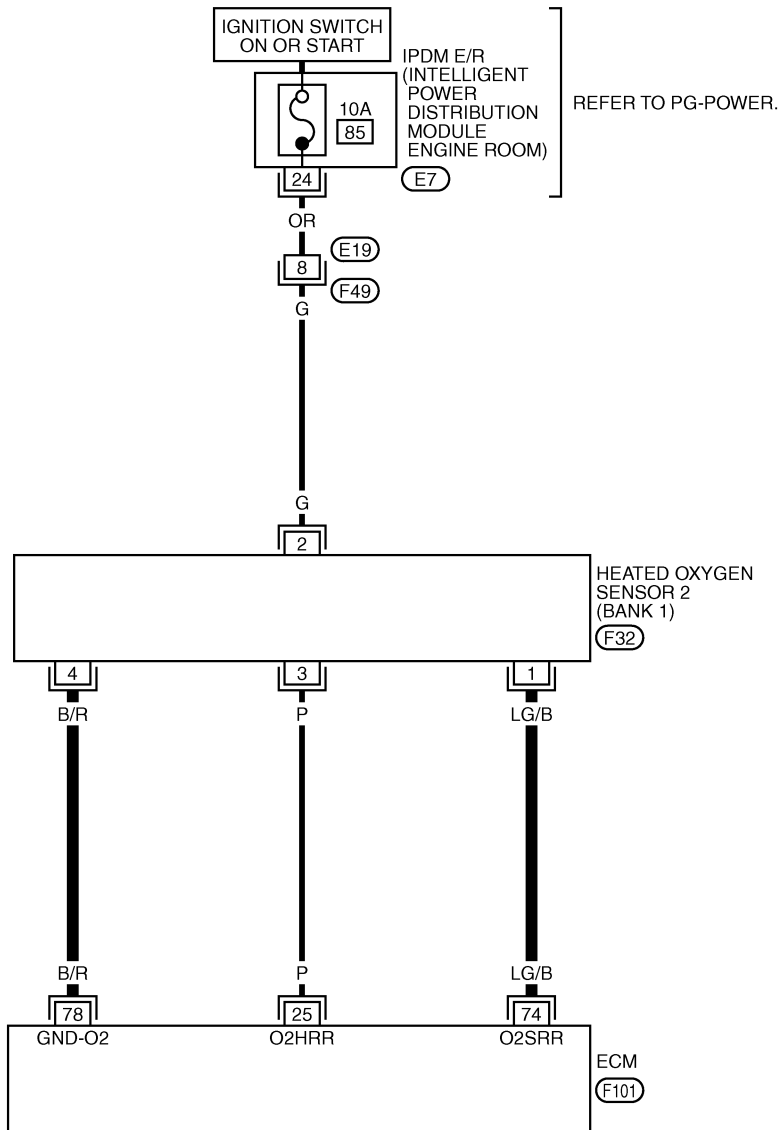 IGNITION SWITCH
ON OR START
IPDM E/R
(INTELLIGENT
POWER
DISTRIBUTION
MODULE
ENGINE ROOM)
REFER TO PG-POWER.
10A
85
24
E7
OR
E19
8
F49
G
G
2
HEATED OXYGEN
SENSOR 2
(BANK 1)
F32
4
3
1
B/R
P
LG/B
B/R
P
LG/B
78
25
74
GND-O2
O2HRR
O2SRR
ECM
F101